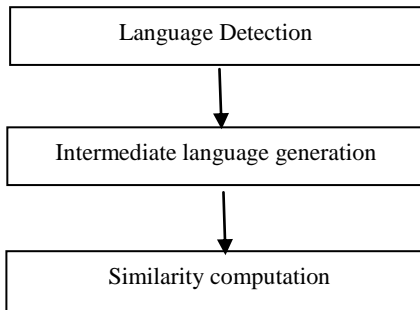 Language Detection
Intermediate language generation
Similarity computation